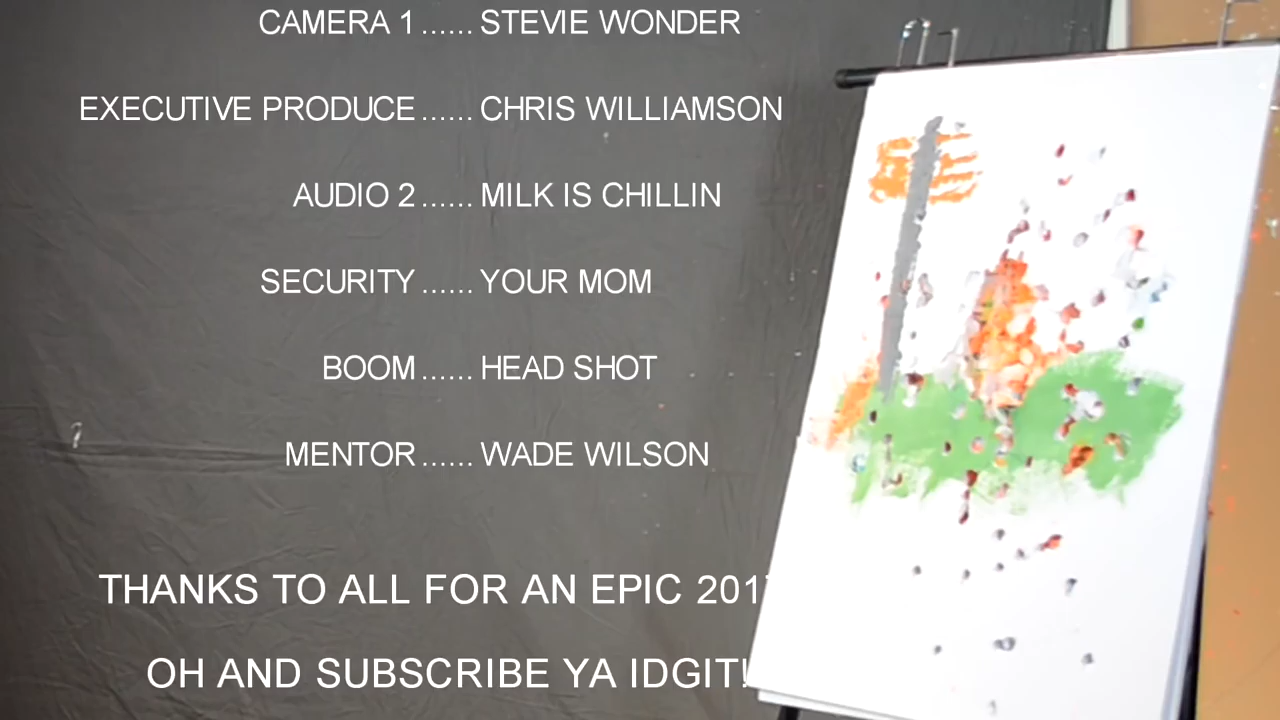 CAMERA 1 ...... STEVIE WONDER
EXECUTIVE PRODUCE ...... CHRIS WILLIAMSON
AUDIO 2 ...... MILK IS CHILLIN
SECURITY ...... YOUR MOM
BOOM ...... HEAD SHOT
MENTOR ...... WADE WILSON
THANKS TO ALL FOR AN EPIC 2017
OH AND SUBSCRIBE YA IDGIT!